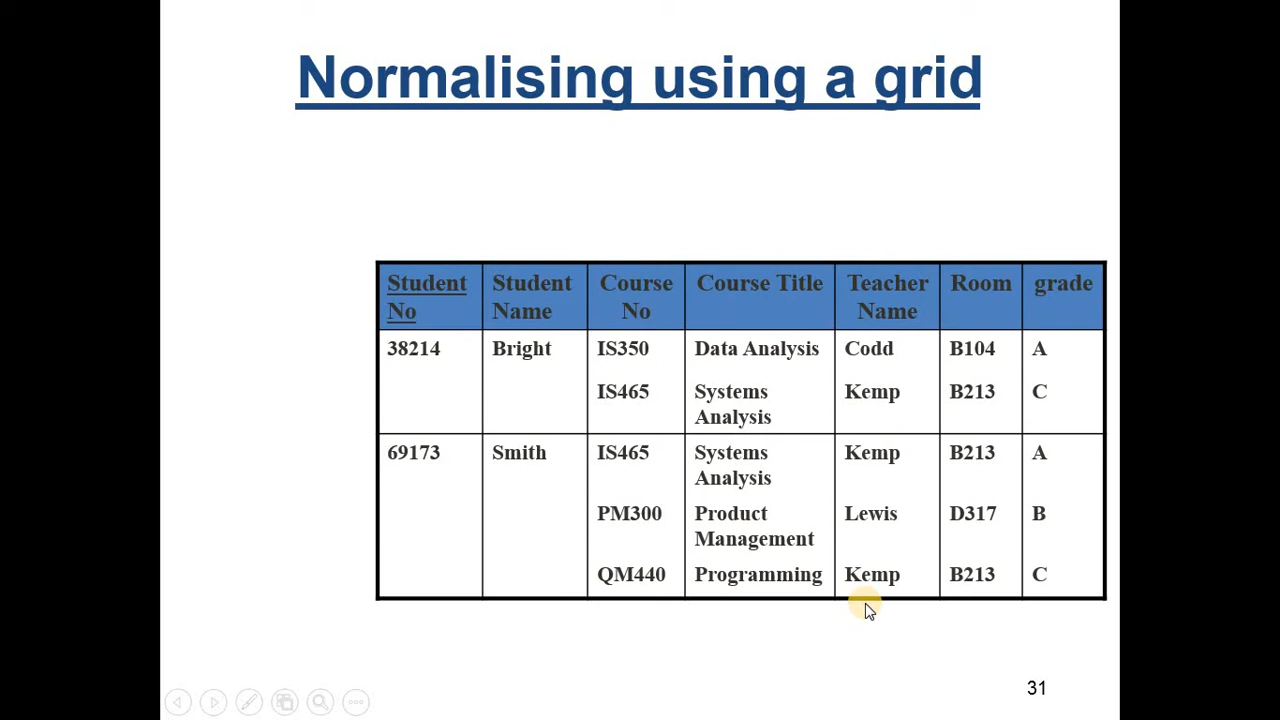 Normalising using a grid
Student No | Student Name | Course No | Course Title | Teacher Name | Room | grade
38214 | Bright | IS350 | Data Analysis | Codd | B104 | A
IS465 | Systems Analysis | Kemp | B213 | C
69173 | Smith | IS465 | Systems Analysis | Kemp | B213 | A
PM300 | Product Management | Lewis | D317 | B
QM440 | Programming | Kemp | B213 | C
31